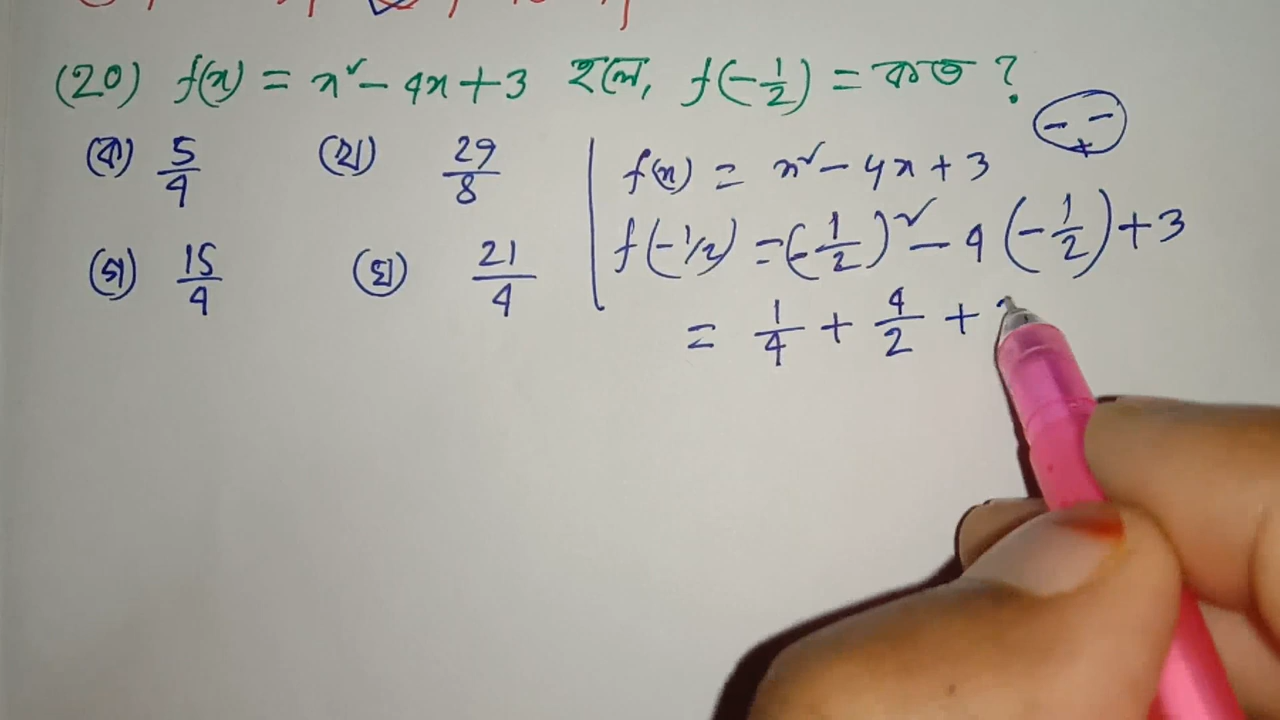 (20) f(x) = x² - 4x + 3 হলে, f(-1/2) = কত ?
(ক) 5/4 (খ) 29/8
(গ) 15/4 (ঘ) 21/4
f(x) = x² - 4x + 3
f(-1/2) = (-1/2)² - 4 (-1/2) + 3
= 1/4 + 4/2 +
- -
+